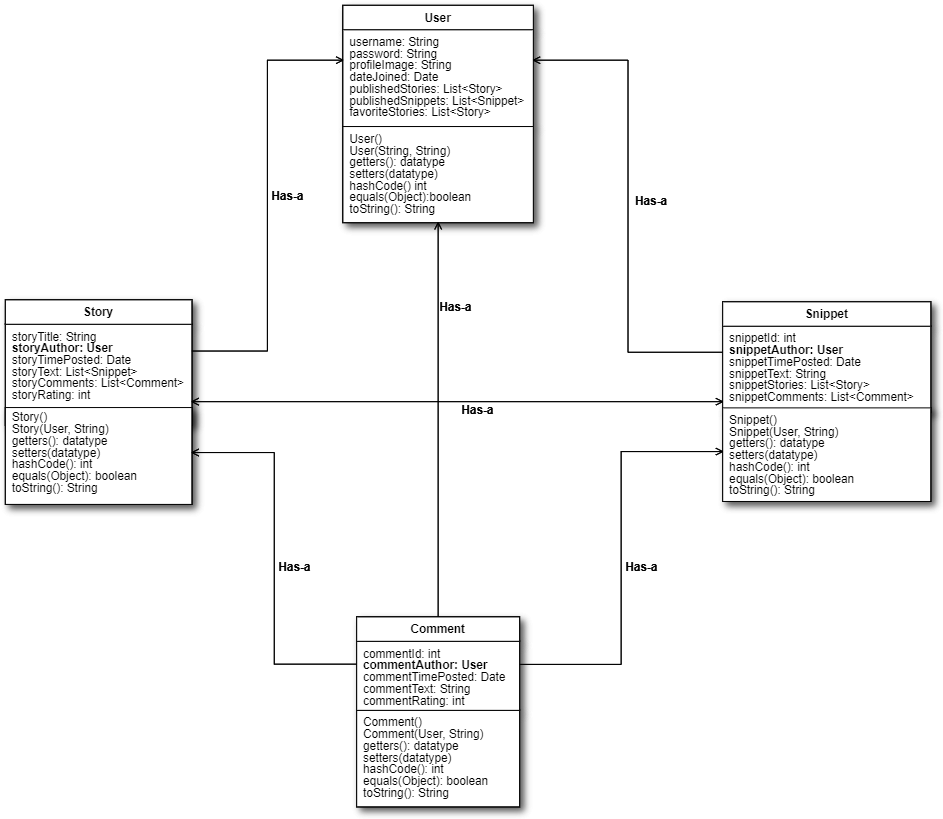 User
username: String
password: String
profileImage: String
dateJoined: Date
publishedStories: List<Story>
publishedSnippets: List<Snippet>
favoriteStories: List<Story>
User()
User(String, String)
getters(): datatype
setters(datatype)
hashCode() int
equals(Object):boolean
toString(): String
Has-a
Has-a
Has-a
Story
storyTitle: String
storyAuthor: User
storyTimePosted: Date
storyText: List<Snippet>
storyComments: List<Comment>
storyRating: int
Story()
Story(User, String)
getters(): datatype
setters(datatype)
hashCode(): int
equals(Object): boolean
toString(): String
Has-a
Snippet
snippetId: int
snippetAuthor: User
snippetTimePosted: Date
snippetText: String
snippetStories: List<Story>
snippetComments: List<Comment>
Snippet()
Snippet(User, String)
getters(): datatype
setters(datatype)
hashCode(): int
equals(Object): boolean
toString(): String
Has-a
Has-a
Comment
commentId: int
commentAuthor: User
commentTimePosted: Date
commentText: String
commentRating: int
Comment()
Comment(User, String)
getters(): datatype
setters(datatype)
hashCode(): int
equals(Object): boolean
toString(): String